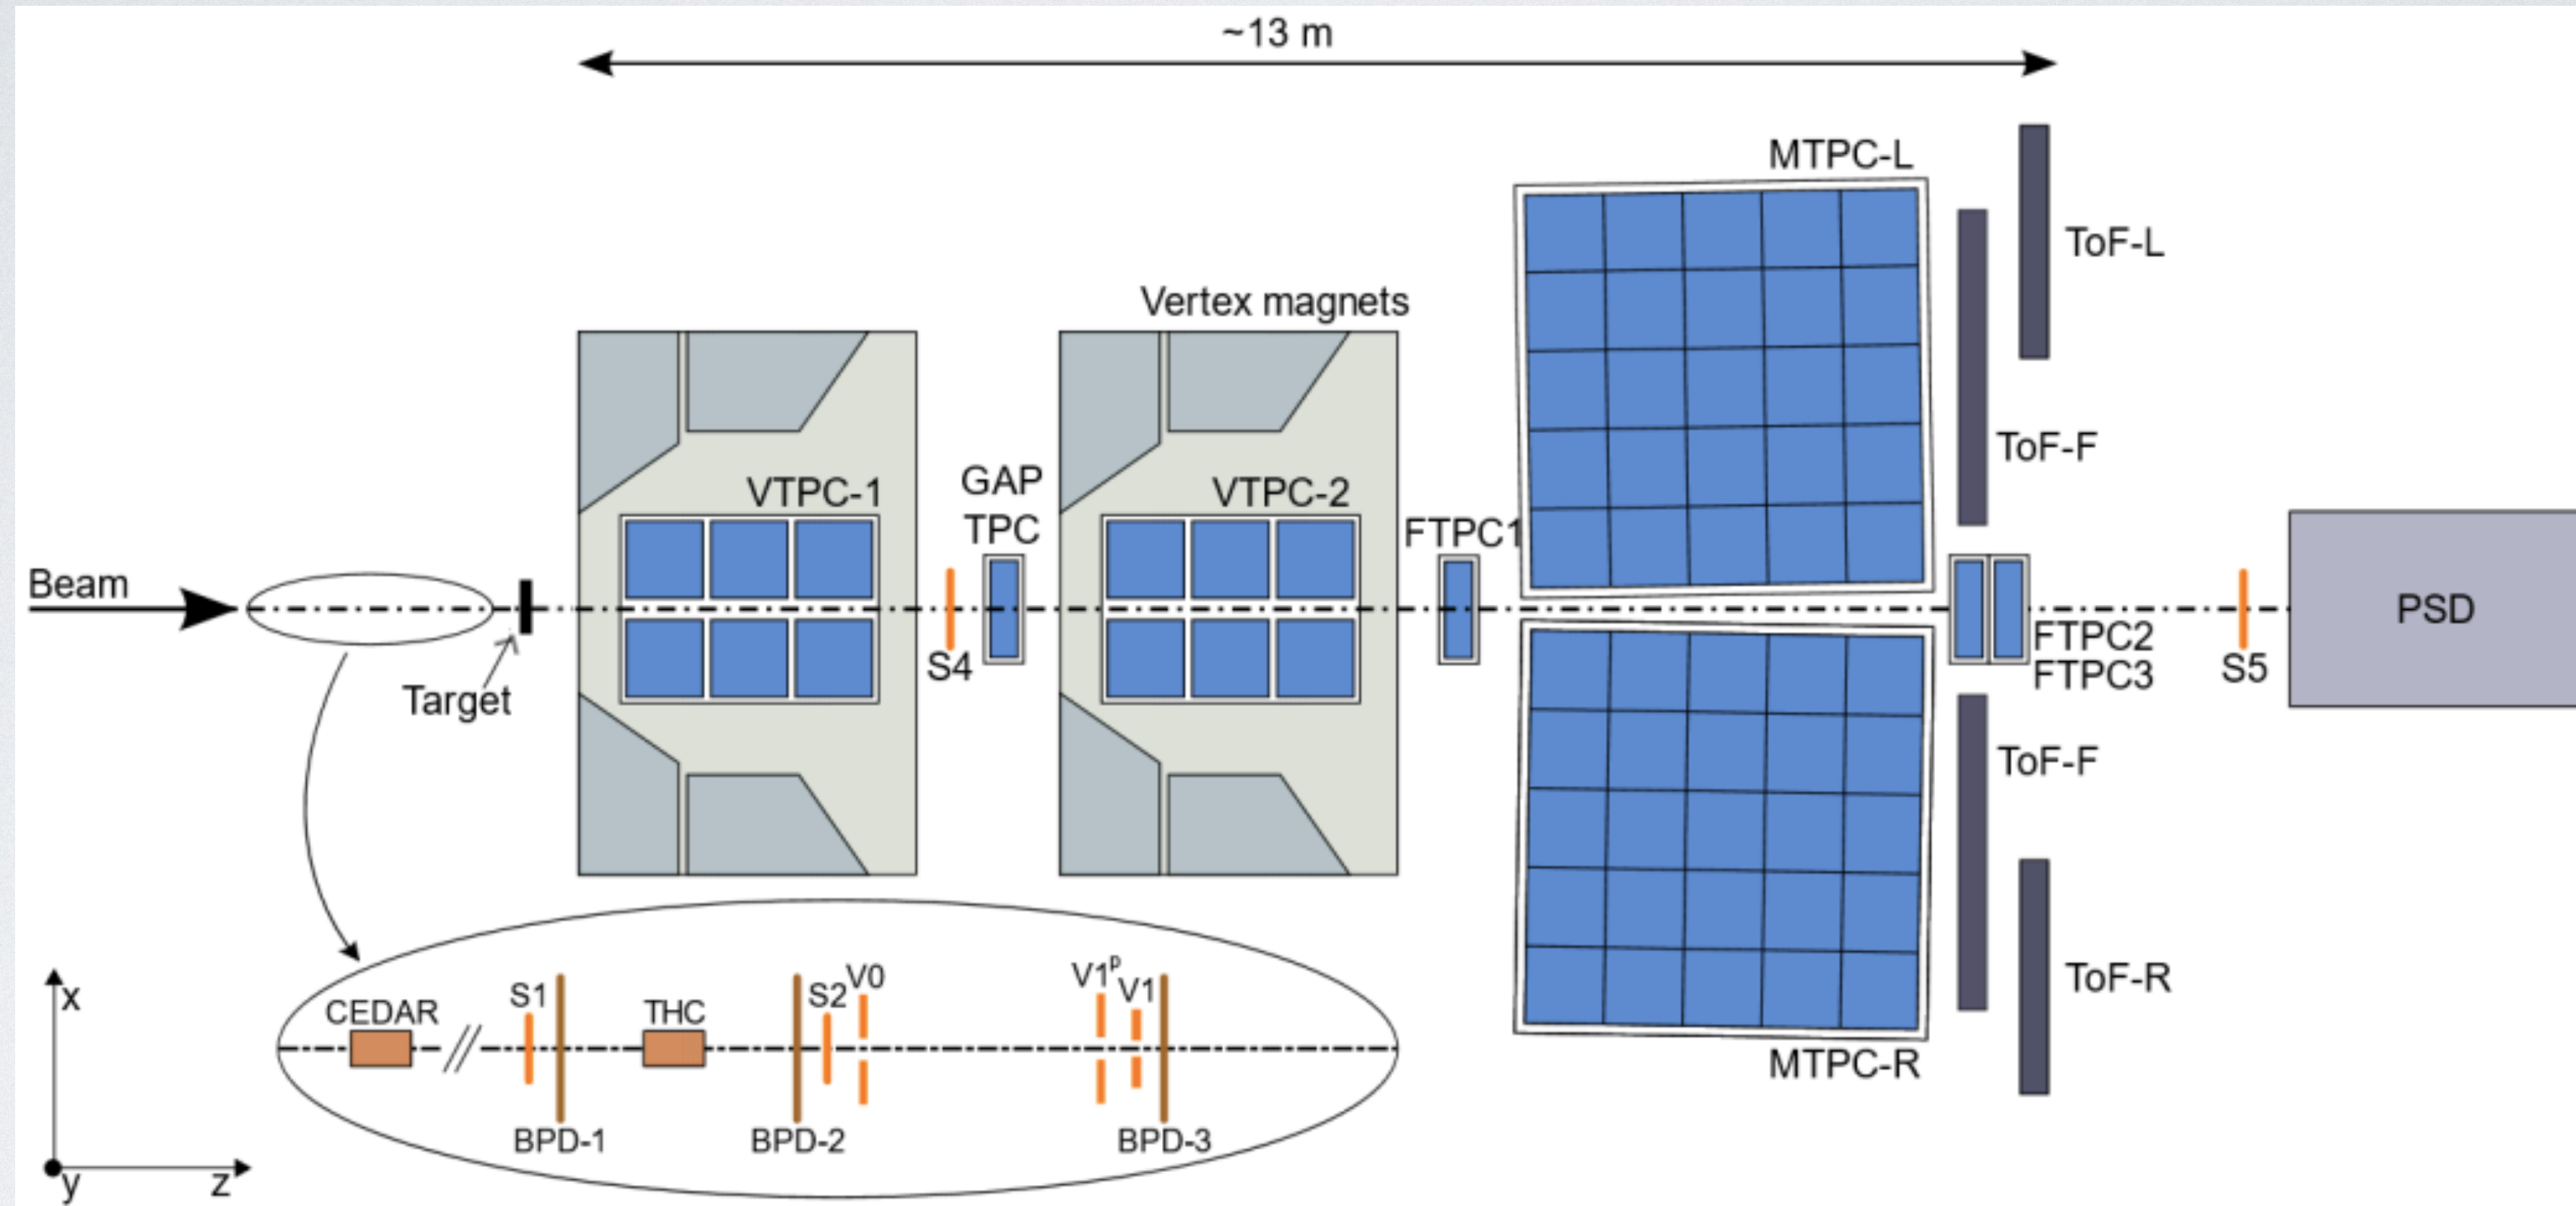 ~13 m
MTPC-L
ToF-L
Vertex magnets
ToF-F
GAP
TPC
VTPC-1
VTPC-2
FTPC1
Beam
Target
S4
FTPC2
FTPC3
S5
PSD
ToF-F
ToF-R
MTPC-R
x
y
z
CEDAR
S1
THC
S2
V0
V1ᵖ
V1
BPD-1
BPD-2
BPD-3